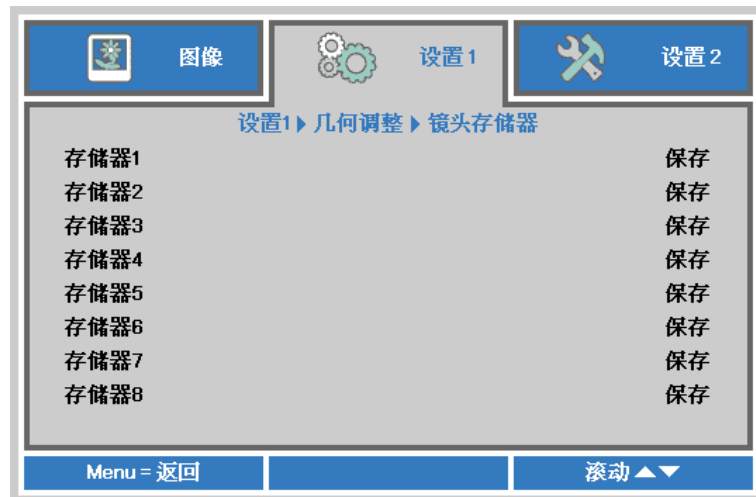 图像 设置1 设置2
设置1▶几何调整▶镜头存储器
存储器1 保存
存储器2 保存
存储器3 保存
存储器4 保存
存储器5 保存
存储器6 保存
存储器7 保存
存储器8 保存
Menu = 返回 滚动▲▼